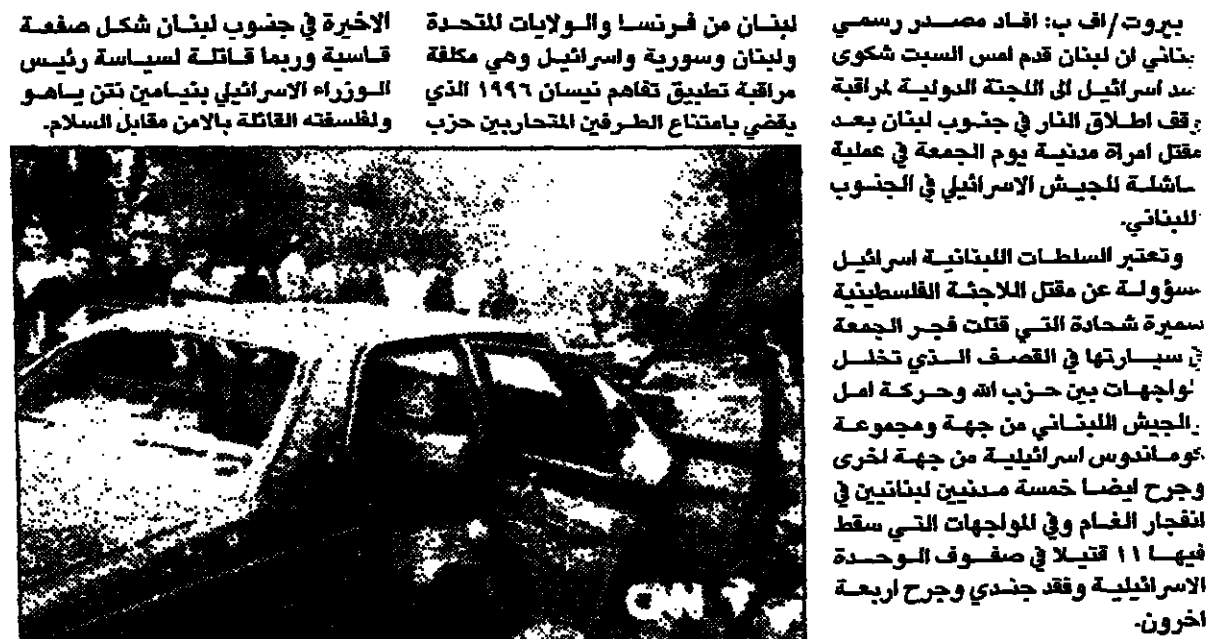 بيروت/اف ب: افاد مصدر رسمي
بناني ان لبنان قدم امس السبت شكوى
ضد اسرائيل الى اللجنة الدولية لمراقبة
وقف اطلاق النار في جنوب لبنان بعد
مقتل امراة مدنية يوم الجمعة في عملية
ـاشلة للجيش الاسرائيلي في الجنوب
للبناني.
وتعتبر السلطات اللبنانية اسرائيل
مسؤولة عن مقتل اللاجئة الفلسطينية
سميرة شحادة التي قتلت فجر الجمعة
في سيارتها في القصف الذي تخلل
لواجهات بين حزب الله وحركة امل
والجيش اللبناني من جهة ومجموعة
كوماندوس اسرائيلية من جهة اخرى
وجرح ايضا خمسة مدنيين لبنانيين في
انفجار الغام وفي المواجهات التي سقط
فيها ١١ قتيلا في صفوف الوحدة
الاسرائيلية وفقد جندي وجرح اربعة
اخرون.
لبنان من فرنسا والولايات المتحدة
ولبنان وسورية واسرائيل وهي مكلفة
مراقبة تطبيق تفاهم نيسان ١٩٩٦ الذي
يقضي بامتناع الطرفين المتحاربين حزب
الاخيرة في جنوب لبنان شكل صفعة
قاسية وربما قاتلة لسياسة رئيس
الوزراء الاسرائيلي بنيامين نتن ياهو
ولفلسفته القائلة بالامن مقابل السلام.
CNN